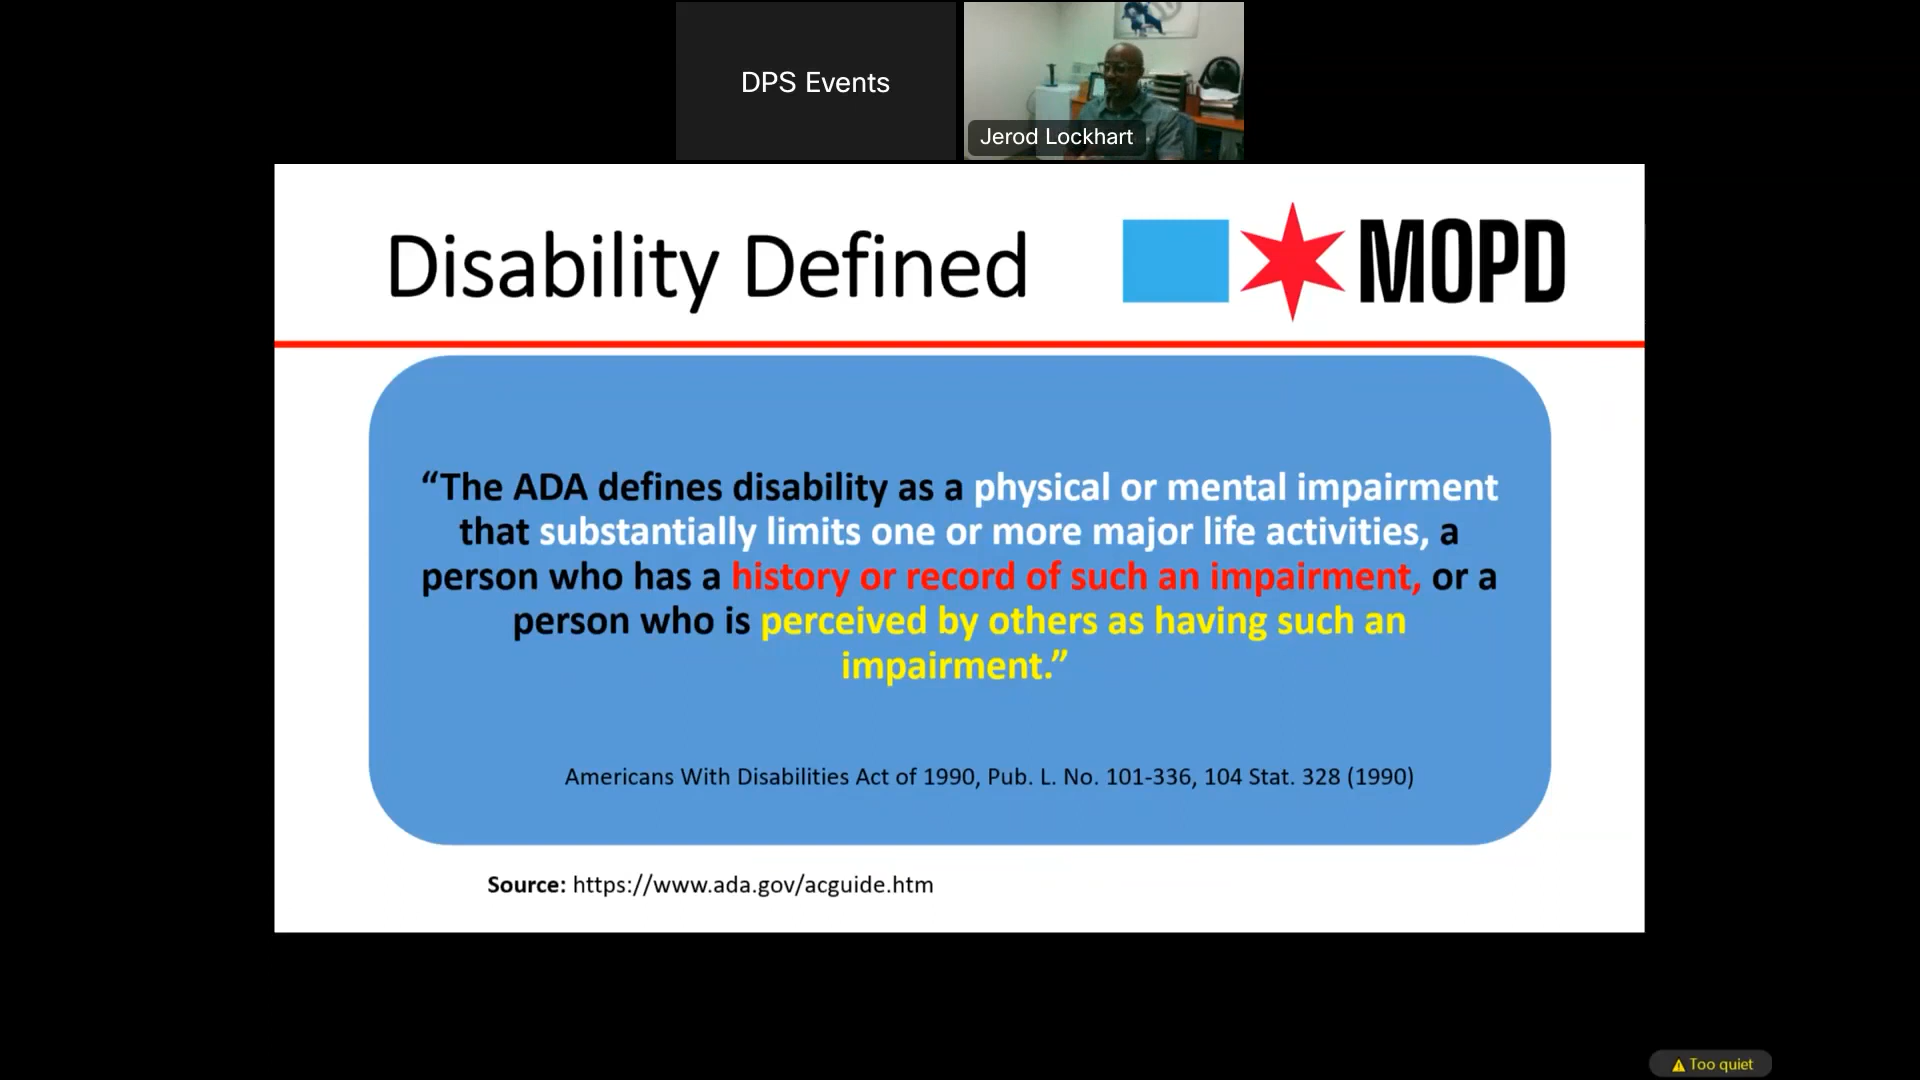 DPS Events
Jerod Lockhart
Disability Defined
MOPD
“The ADA defines disability as a physical or mental impairment
that substantially limits one or more major life activities, a
person who has a history or record of such an impairment, or a
person who is perceived by others as having such an
impairment.”
Americans With Disabilities Act of 1990, Pub. L. No. 101-336, 104 Stat. 328 (1990)
Source: https://www.ada.gov/acguide.htm
Too quiet